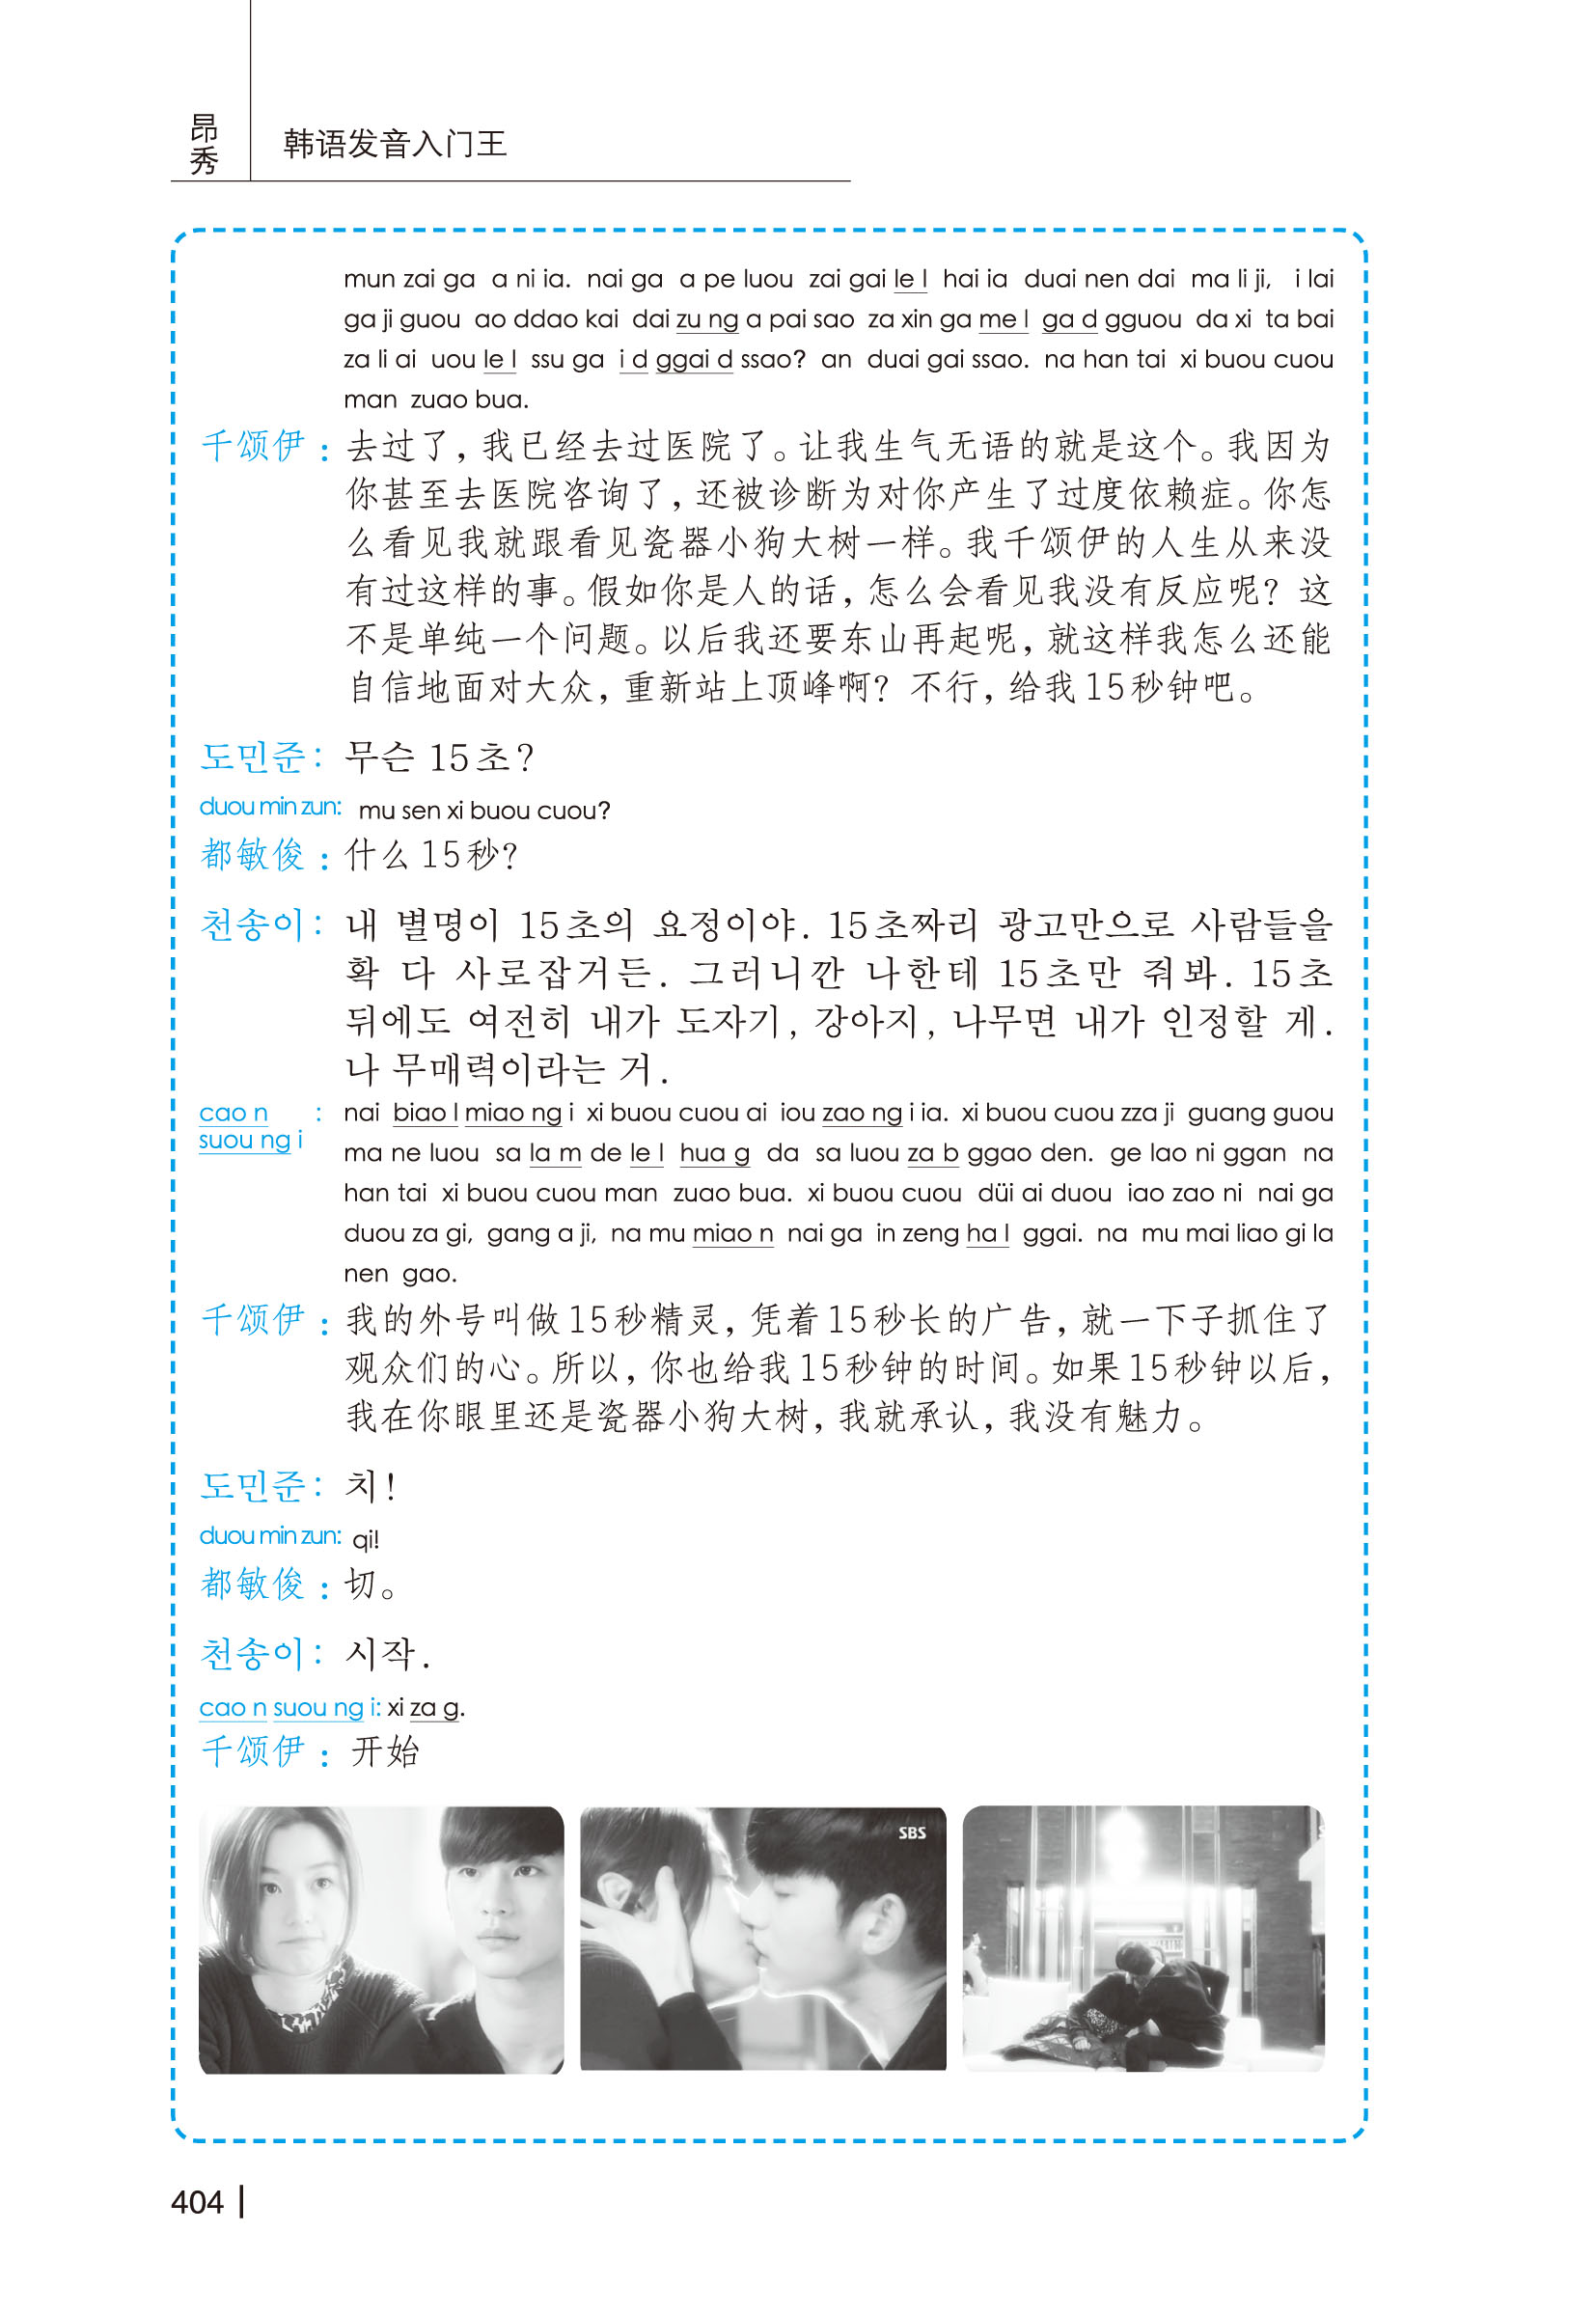 昂秀
韩语发音入门王
mun zai ga a ni ia. nai ga a pe luou zai gai le l hai ia duai nen dai ma li ji, i lai
ga ji guou ao ddao kai dai zu ng a pai sao za xin ga me l ga d gguou da xi ta bai
za li ai uou le l ssu ga i d ggai d ssao? an duai gai ssao. na han tai xi buou cuou
man zuao bua.
千颂伊：去过了，我已经去过医院了。让我生气无语的就是这个。我因为
你甚至去医院咨询了，还被诊断为对你产生了过度依赖症。你怎
么看见我就跟看见瓷器小狗大树一样。我千颂伊的人生从来没
有过这样的事。假如你是人的话，怎么会看见我没有反应呢？这
不是单纯一个问题。以后我还要东山再起呢，就这样我怎么还能
自信地面对大众，重新站上顶峰啊？不行，给我15秒钟吧。
도민준: 무슨 15초?
duou min zun: mu sen xi buou cuou?
都敏俊：什么15秒？
천송이: 내 별명이 15초의 요정이야. 15초짜리 광고만으로 사람들을
확 다 사로잡거든. 그러니깐 나한테 15초만 줘봐. 15초
뒤에도 여전히 내가 도자기, 강아지, 나무면 내가 인정할 게.
나 무매력이라는 거.
cao n suou ng i: nai biao l miao ng i xi buou cuou ai iou zao ng i ia. xi buou cuou zza ji guang guou
ma ne luou sa la m de le l hua g da sa luou za b ggao den. ge lao ni ggan na
han tai xi buou cuou man zuao bua. xi buou cuou düi ai duou iao zao ni nai ga
duou za gi, gang a ji, na mu miao n nai ga in zeng ha l ggai. na mu mai liao gi la
nen gao.
千颂伊：我的外号叫做15秒精灵，凭着15秒长的广告，就一下子抓住了
观众们的心。所以，你也给我15秒钟的时间。如果15秒钟以后，
我在你眼里还是瓷器小狗大树，我就承认，我没有魅力。
도민준: 치!
duou min zun: qi!
都敏俊：切。
천송이: 시작.
cao n suou ng i: xi za g.
千颂伊：开始
SBS
404